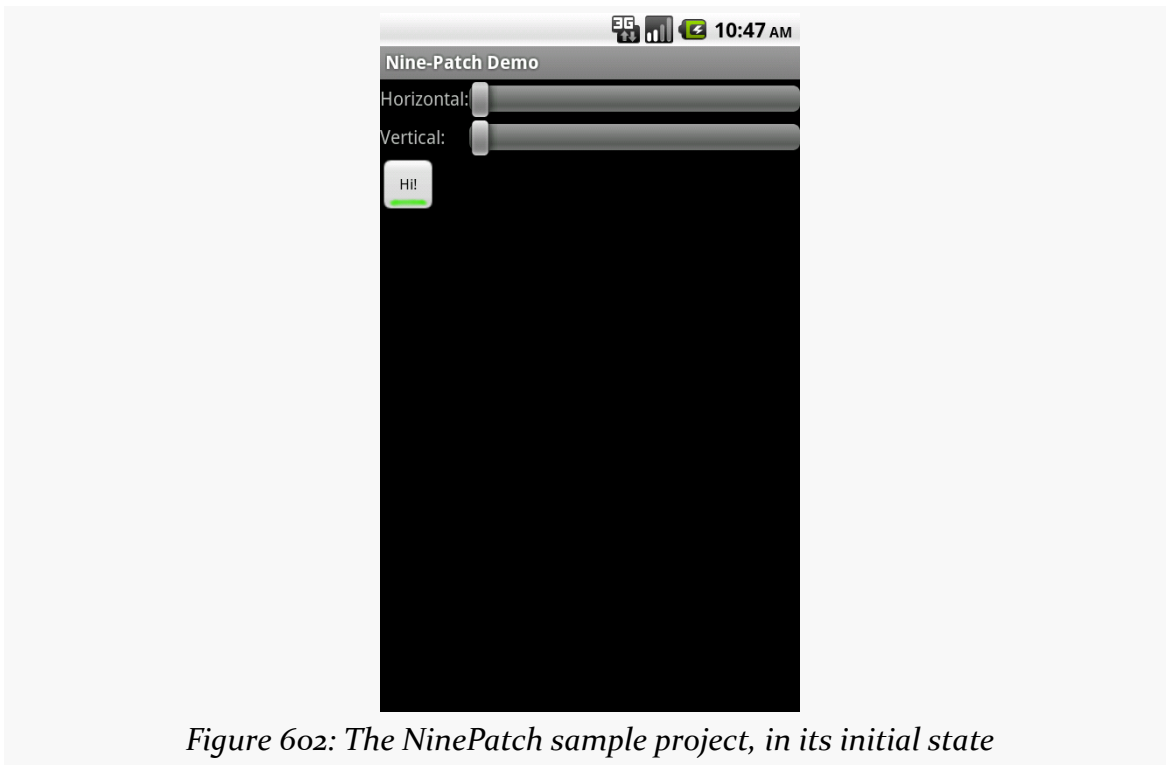 3G 10:47 AM
Nine-Patch Demo
Horizontal:
Vertical:
Hi!
Figure 602: The NinePatch sample project, in its initial state